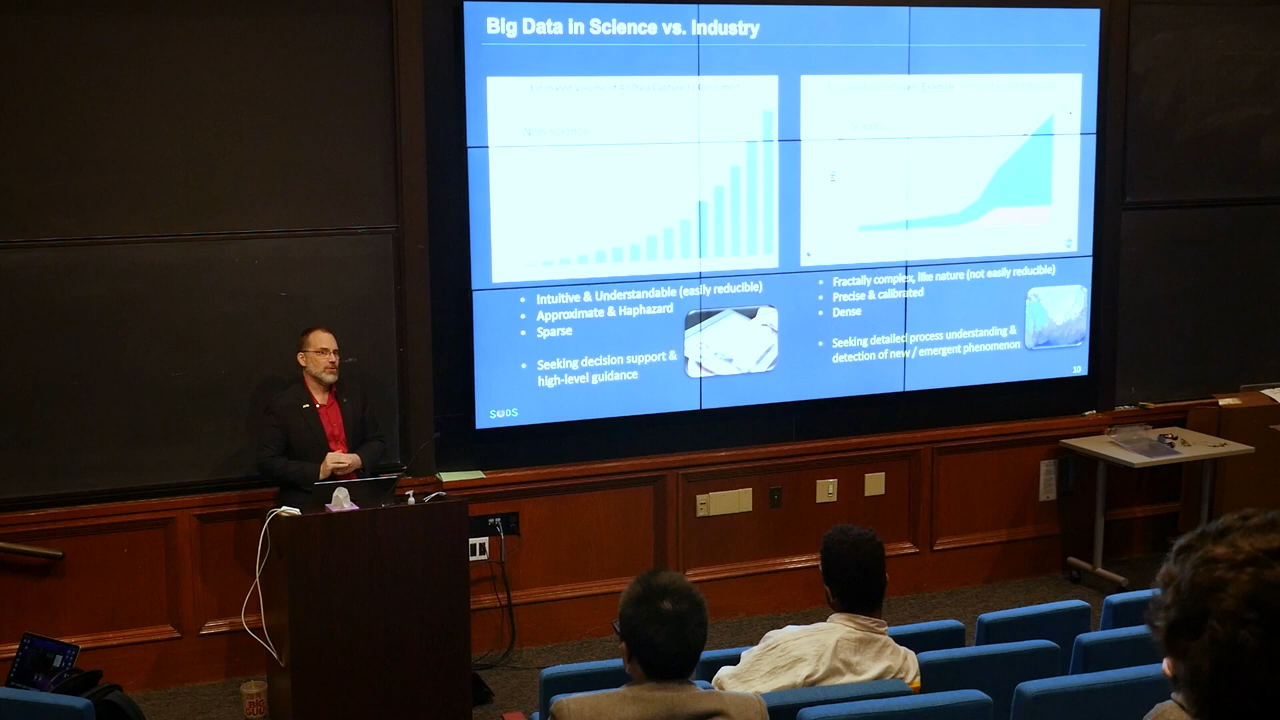 Big Data in Science vs. Industry
Non-science
• Intuitive & Understandable (easily reducible)
• Approximate & Haphazard
• Sparse
• Seeking decision support &
high-level guidance
• Fractally complex, like nature (not easily reducible)
• Precise & calibrated
• Dense
• Seeking detailed process understanding &
detection of new / emergent phenomenon
10